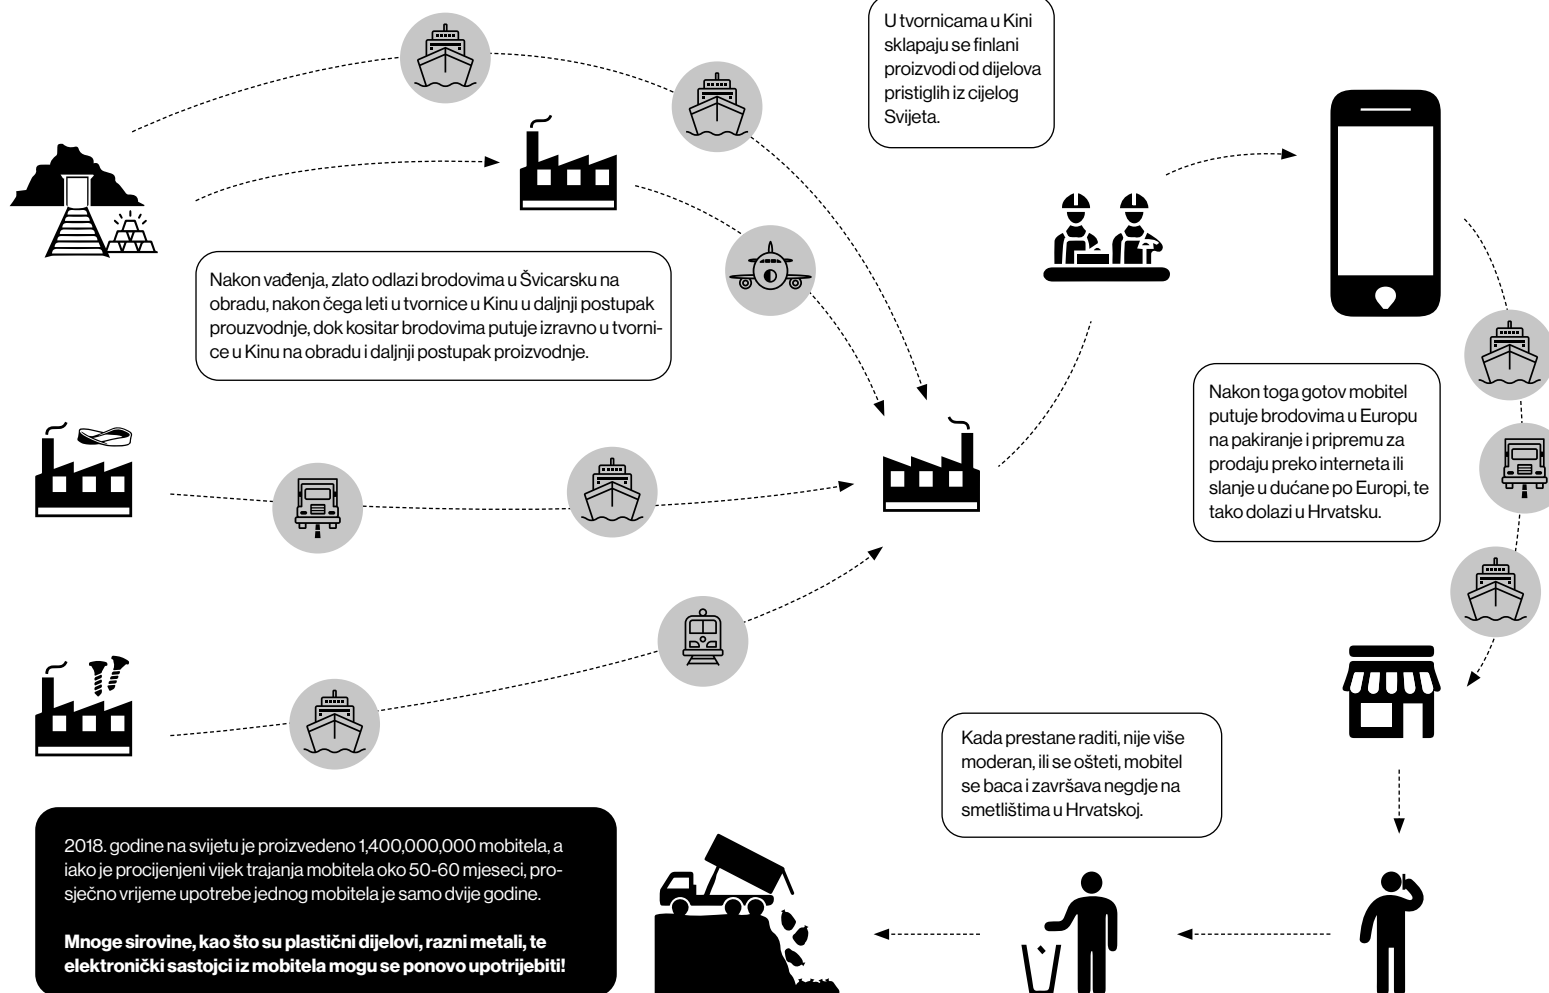 U tvornicama u Kini
sklapaju se finlani
proizvodi od dijelova
pristiglih iz cijelog
Svijeta.
Nakon vađenja, zlato odlazi brodovima u Švicarsku na
obradu, nakon čega leti u tvornice u Kinu u daljnji postupak
prouzvodnje, dok kositar brodovima putuje izravno u tvorni-
ce u Kinu na obradu i daljnji postupak proizvodnje.
Nakon toga gotov mobitel
putuje brodovima u Europu
na pakiranje i pripremu za
prodaju preko interneta ili
slanje u dućane po Europi, te
tako dolazi u Hrvatsku.
Kada prestane raditi, nije više
moderan, ili se ošteti, mobitel
se baca i završava negdje na
smetlištima u Hrvatskoj.
2018. godine na svijetu je proizvedeno 1,400,000,000 mobitela, a
iako je procijenjeni vijek trajanja mobitela oko 50-60 mjeseci, pro-
sječno vrijeme upotrebe jednog mobitela je samo dvije godine.
Mnoge sirovine, kao što su plastični dijelovi, razni metali, te
elektronički sastojci iz mobitela mogu se ponovo upotrijebiti!